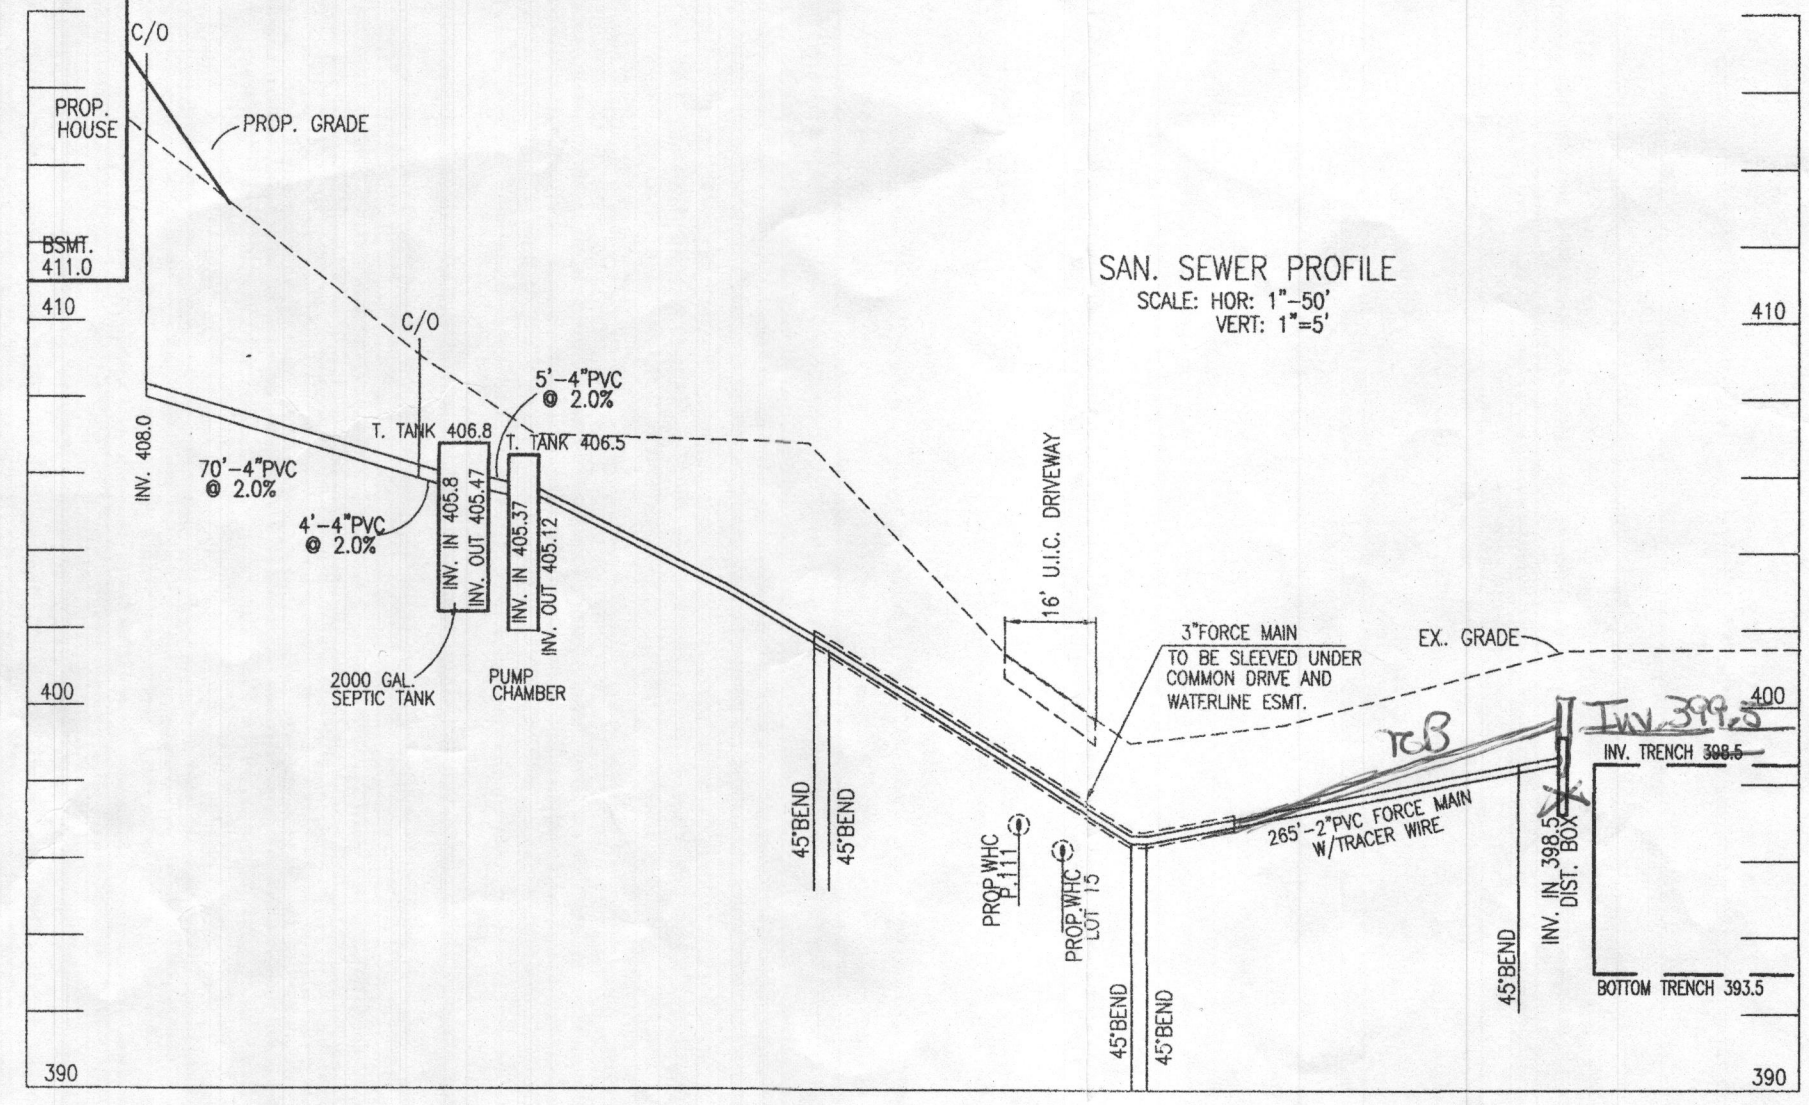 C/O
PROP.
HOUSE
PROP. GRADE
BSMT.
411.0
410
C/O
SAN. SEWER PROFILE
SCALE: HOR: 1"-50'
VERT: 1"=5'
410
5'-4"PVC
@ 2.0%
T. TANK 406.8
T. TANK 406.5
INV. 408.0
70'-4"PVC
@ 2.0%
4'-4"PVC
@ 2.0%
INV. IN 405.8
INV. OUT 405.47
INV. IN 405.37
INV. OUT 405.12
16' U.I.C. DRIVEWAY
2000 GAL.
SEPTIC TANK
PUMP
CHAMBER
3"FORCE MAIN
TO BE SLEEVED UNDER
COMMON DRIVE AND
WATERLINE ESMT.
EX. GRADE
400
400
Inv. 399.5
INV. TRENCH 398.5
45°BEND
45°BEND
PROP.WHC
P.111
PROP.WHC
LOT 15
265'-2"PVC FORCE MAIN
W/TRACER WIRE
INV. IN 398.5
DIST. BOX
45°BEND
45°BEND
45°BEND
BOTTOM TRENCH 393.5
390
390